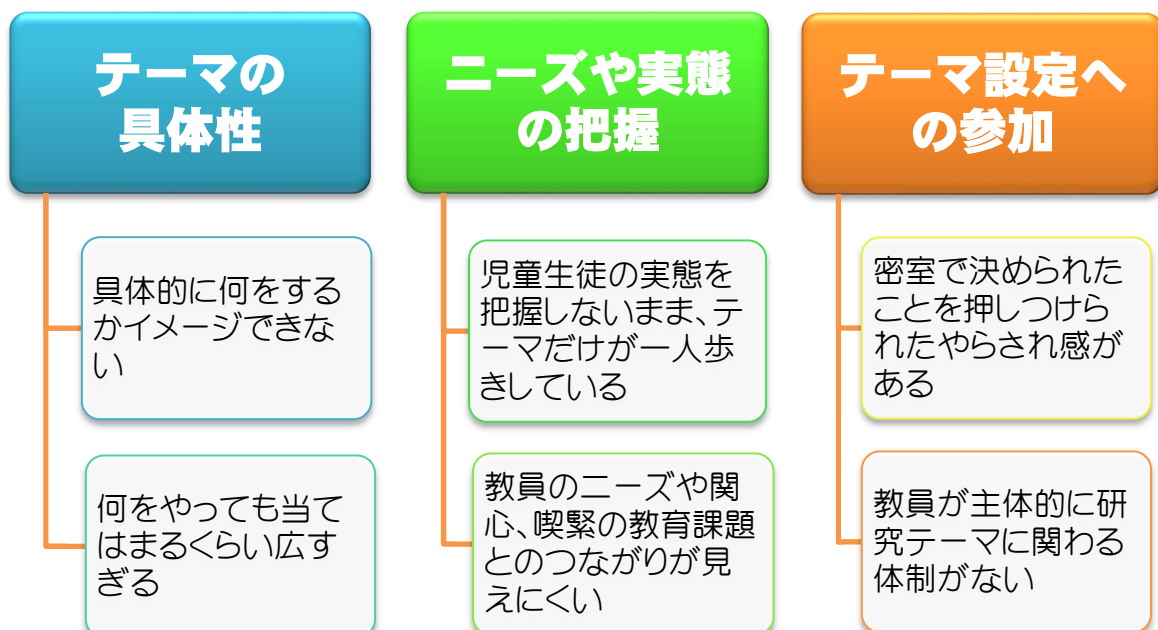 テーマの
具体性
具体的に何をする
かイメージできな
い
何をやっても当て
はまるくらい広す
ぎる
ニーズや実態
の把握
児童生徒の実態を
把握しないまま、テ
ーマだけが一人歩
きしている
教員のニーズや関
心、喫緊の教育課題
とのつながりが見
えにくい
テーマ設定へ
の参加
密室で決められた
ことを押しつけら
れたやらされ感が
ある
教員が主体的に研
究テーマに関わる
体制がない